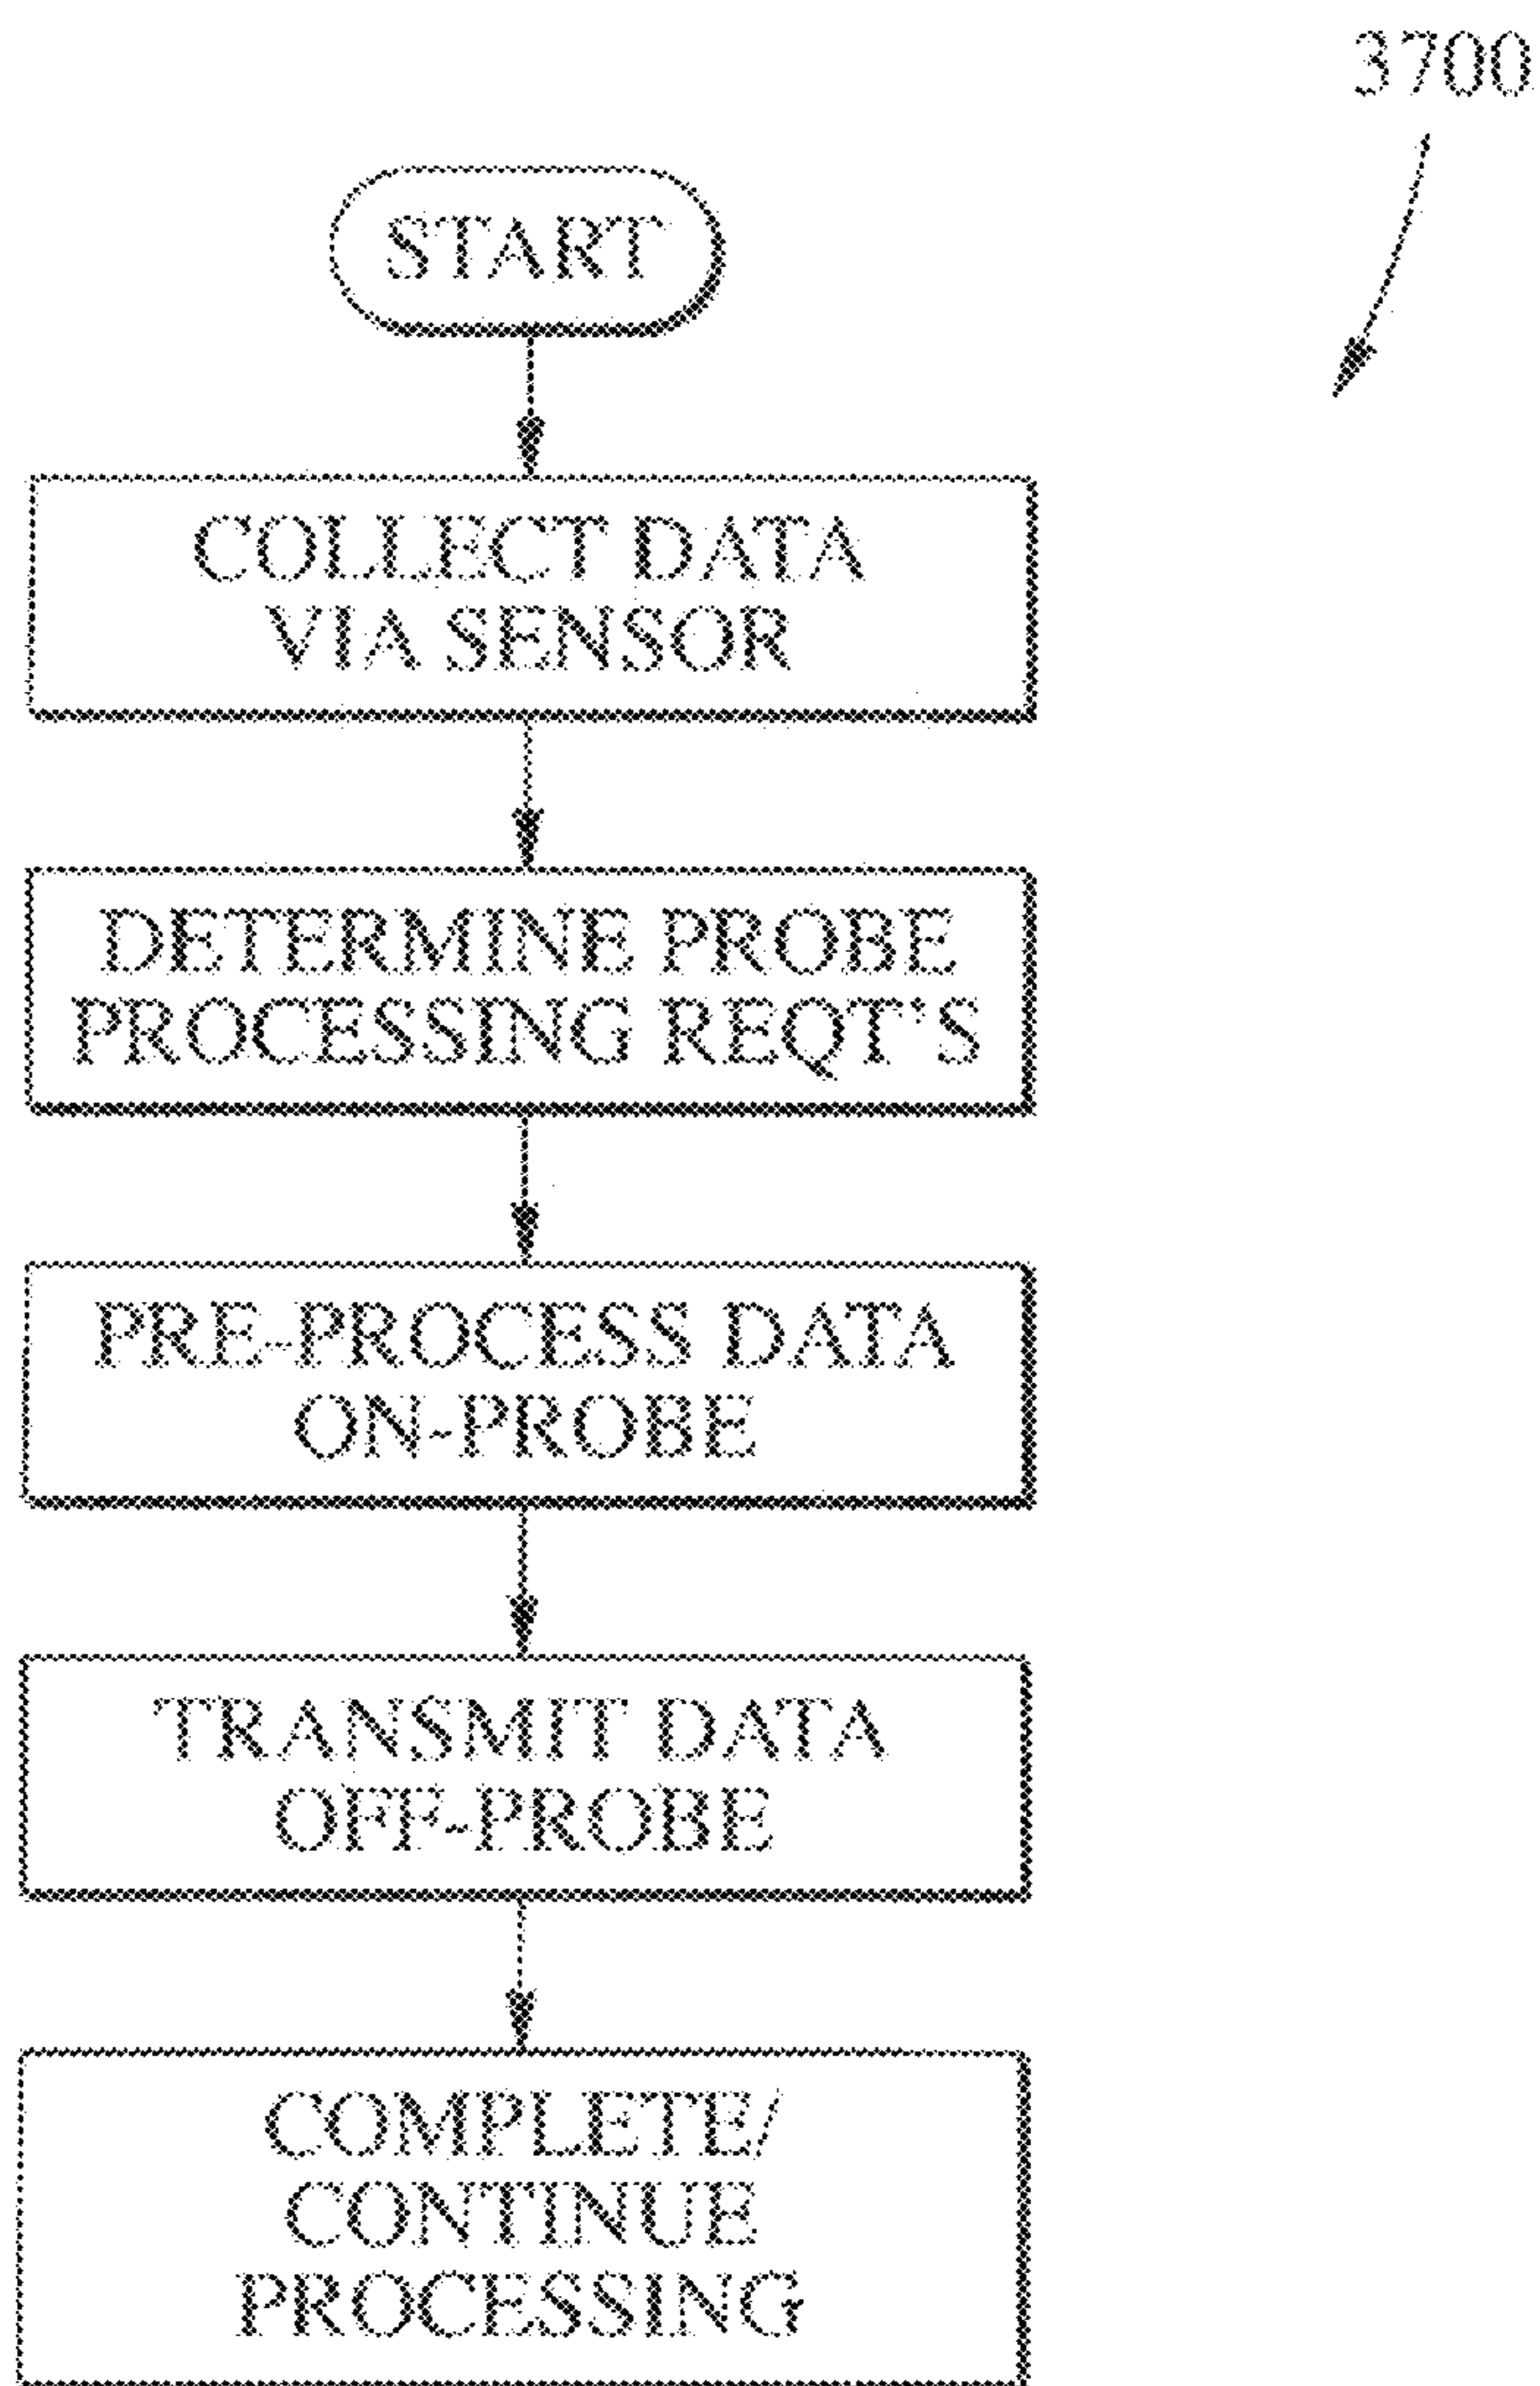 3700
START
COLLECT DATA
VIA SENSOR
DETERMINE PROBE
PROCESSING REQT'S
PRE-PROCESS DATA
ON-PROBE
TRANSMIT DATA
OFF-PROBE
COMPLETE/
CONTINUE
PROCESSING